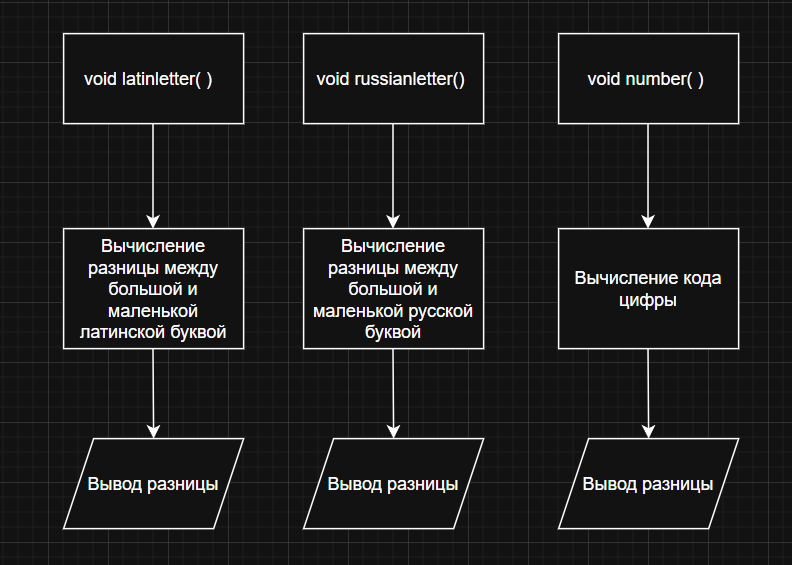 void latinletter( )
void russianletter()
void number( )
Вычисление
разницы между
большой и
маленькой
латинской буквой
Вычисление
разницы между
большой и
маленькой русской
буквой
Вычисление кода
цифры
Вывод разницы
Вывод разницы
Вывод разницы